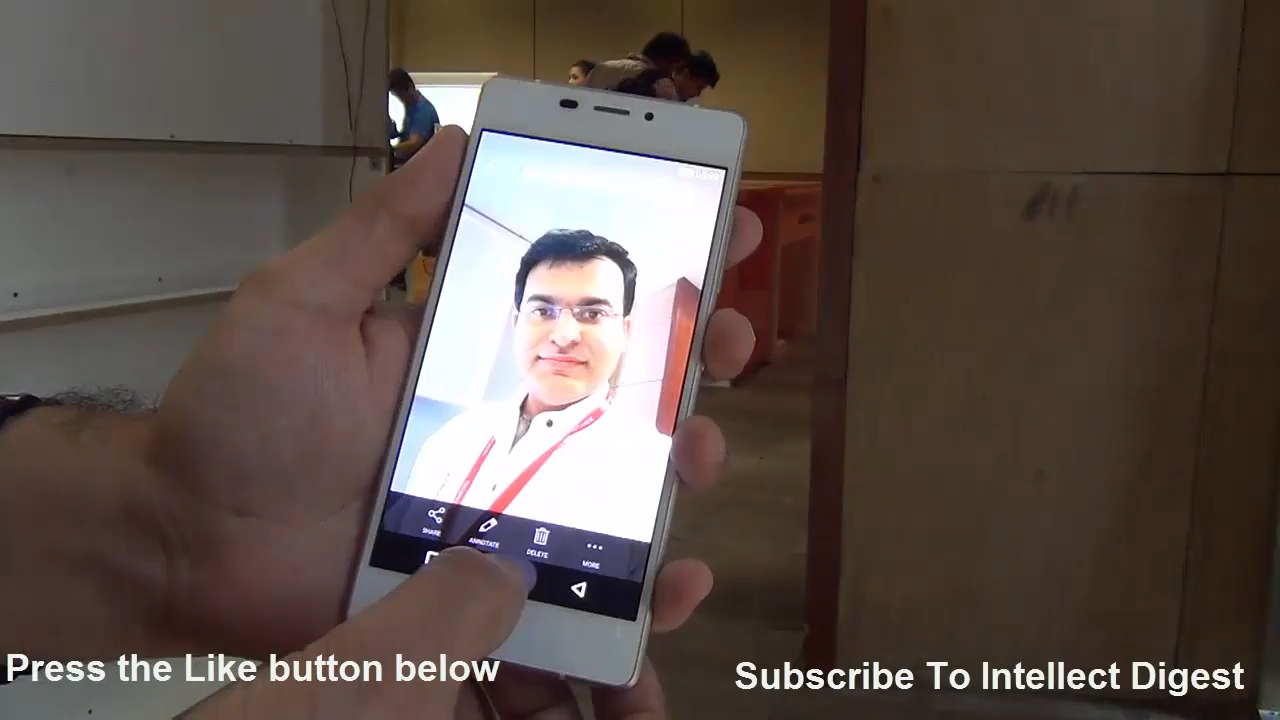 SHARE
ANNOTATE
DELETE
MORE
Press the Like button below
Subscribe To Intellect Digest